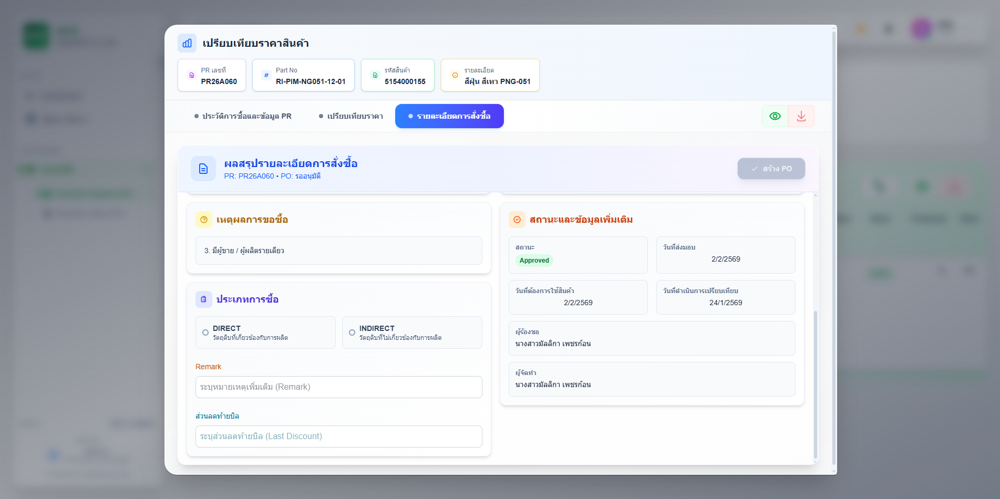 เปรียบเทียบราคาสินค้า
PR เลขที่
PR26A060
Part No
RI-PIM-NG051-12-01
รหัสสินค้า
5154000155
รายละเอียด
สีฝุ่น สีเทา PNG-051
ประวัติการซื้อและข้อมูล PR
เปรียบเทียบราคา
รายละเอียดการสั่งซื้อ
ผลสรุปรายละเอียดการสั่งซื้อ
PR: PR26A060 • PO: รออนุมัติ
สร้าง PO
เหตุผลการขอซื้อ
3. มีผู้ขาย / ผู้ผลิตรายเดียว
ประเภทการซื้อ
DIRECT
วัตถุดิบที่เกี่ยวข้องกับการผลิต
INDIRECT
วัตถุดิบที่ไม่เกี่ยวข้องกับการผลิต
Remark
ระบุหมายเหตุเพิ่มเติม (Remark)
ส่วนลดท้ายบิล
ระบุส่วนลดท้ายบิล (Last Discount)
สถานะและข้อมูลเพิ่มเติม
สถานะ
Approved
วันที่ส่งมอบ
2/2/2569
วันที่ต้องการใช้สินค้า
2/2/2569
วันที่ดำเนินการเปรียบเทียบ
24/1/2569
ผู้ร้องขอ
นางสาวมัลลิกา เพชรก้อน
ผู้จัดทำ
นางสาวมัลลิกา เพชรก้อน